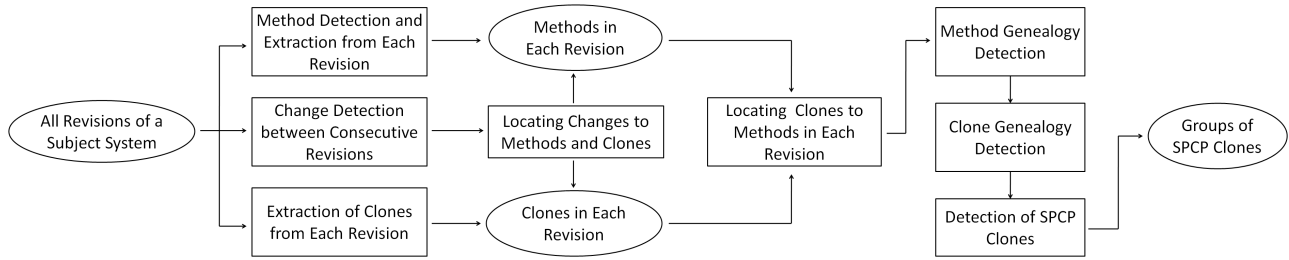 All Revisions of a
Subject System
Method Detection and
Extraction from Each
Revision
Change Detection
between Consecutive
Revisions
Extraction of Clones
from Each Revision
Methods in
Each Revision
Locating Changes to
Methods and Clones
Clones in Each
Revision
Locating Clones to
Methods in Each
Revision
Method Genealogy
Detection
Clone Genealogy
Detection
Detection of SPCP
Clones
Groups of
SPCP Clones